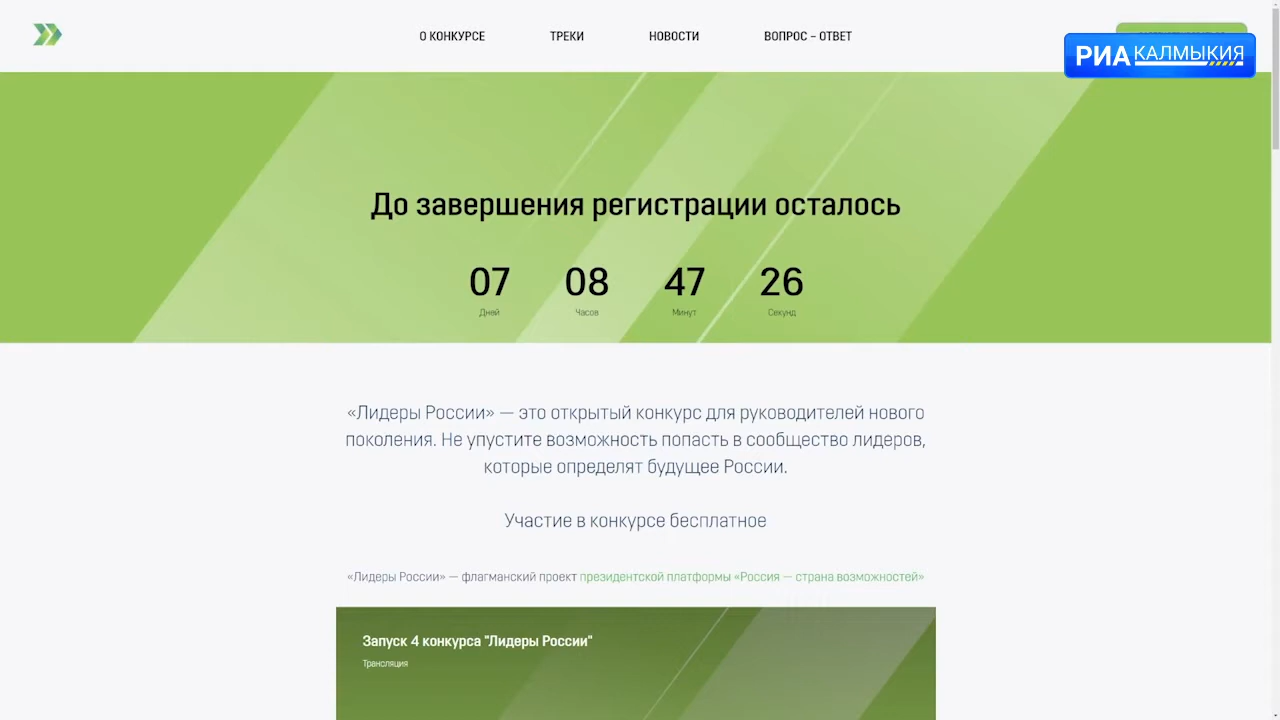 О КОНКУРСЕ
ТРЕКИ
НОВОСТИ
ВОПРОС – ОТВЕТ
РИА КАЛМЫКИЯ
До завершения регистрации осталось
07 08 47 26
Дней Часов Минут Секунд
«Лидеры России» — это открытый конкурс для руководителей нового
поколения. Не упустите возможность попасть в сообщество лидеров,
которые определят будущее России.
Участие в конкурсе бесплатное
«Лидеры России» — флагманский проект президентской платформы «Россия — страна возможностей»
Запуск 4 конкурса "Лидеры России"
Трансляция